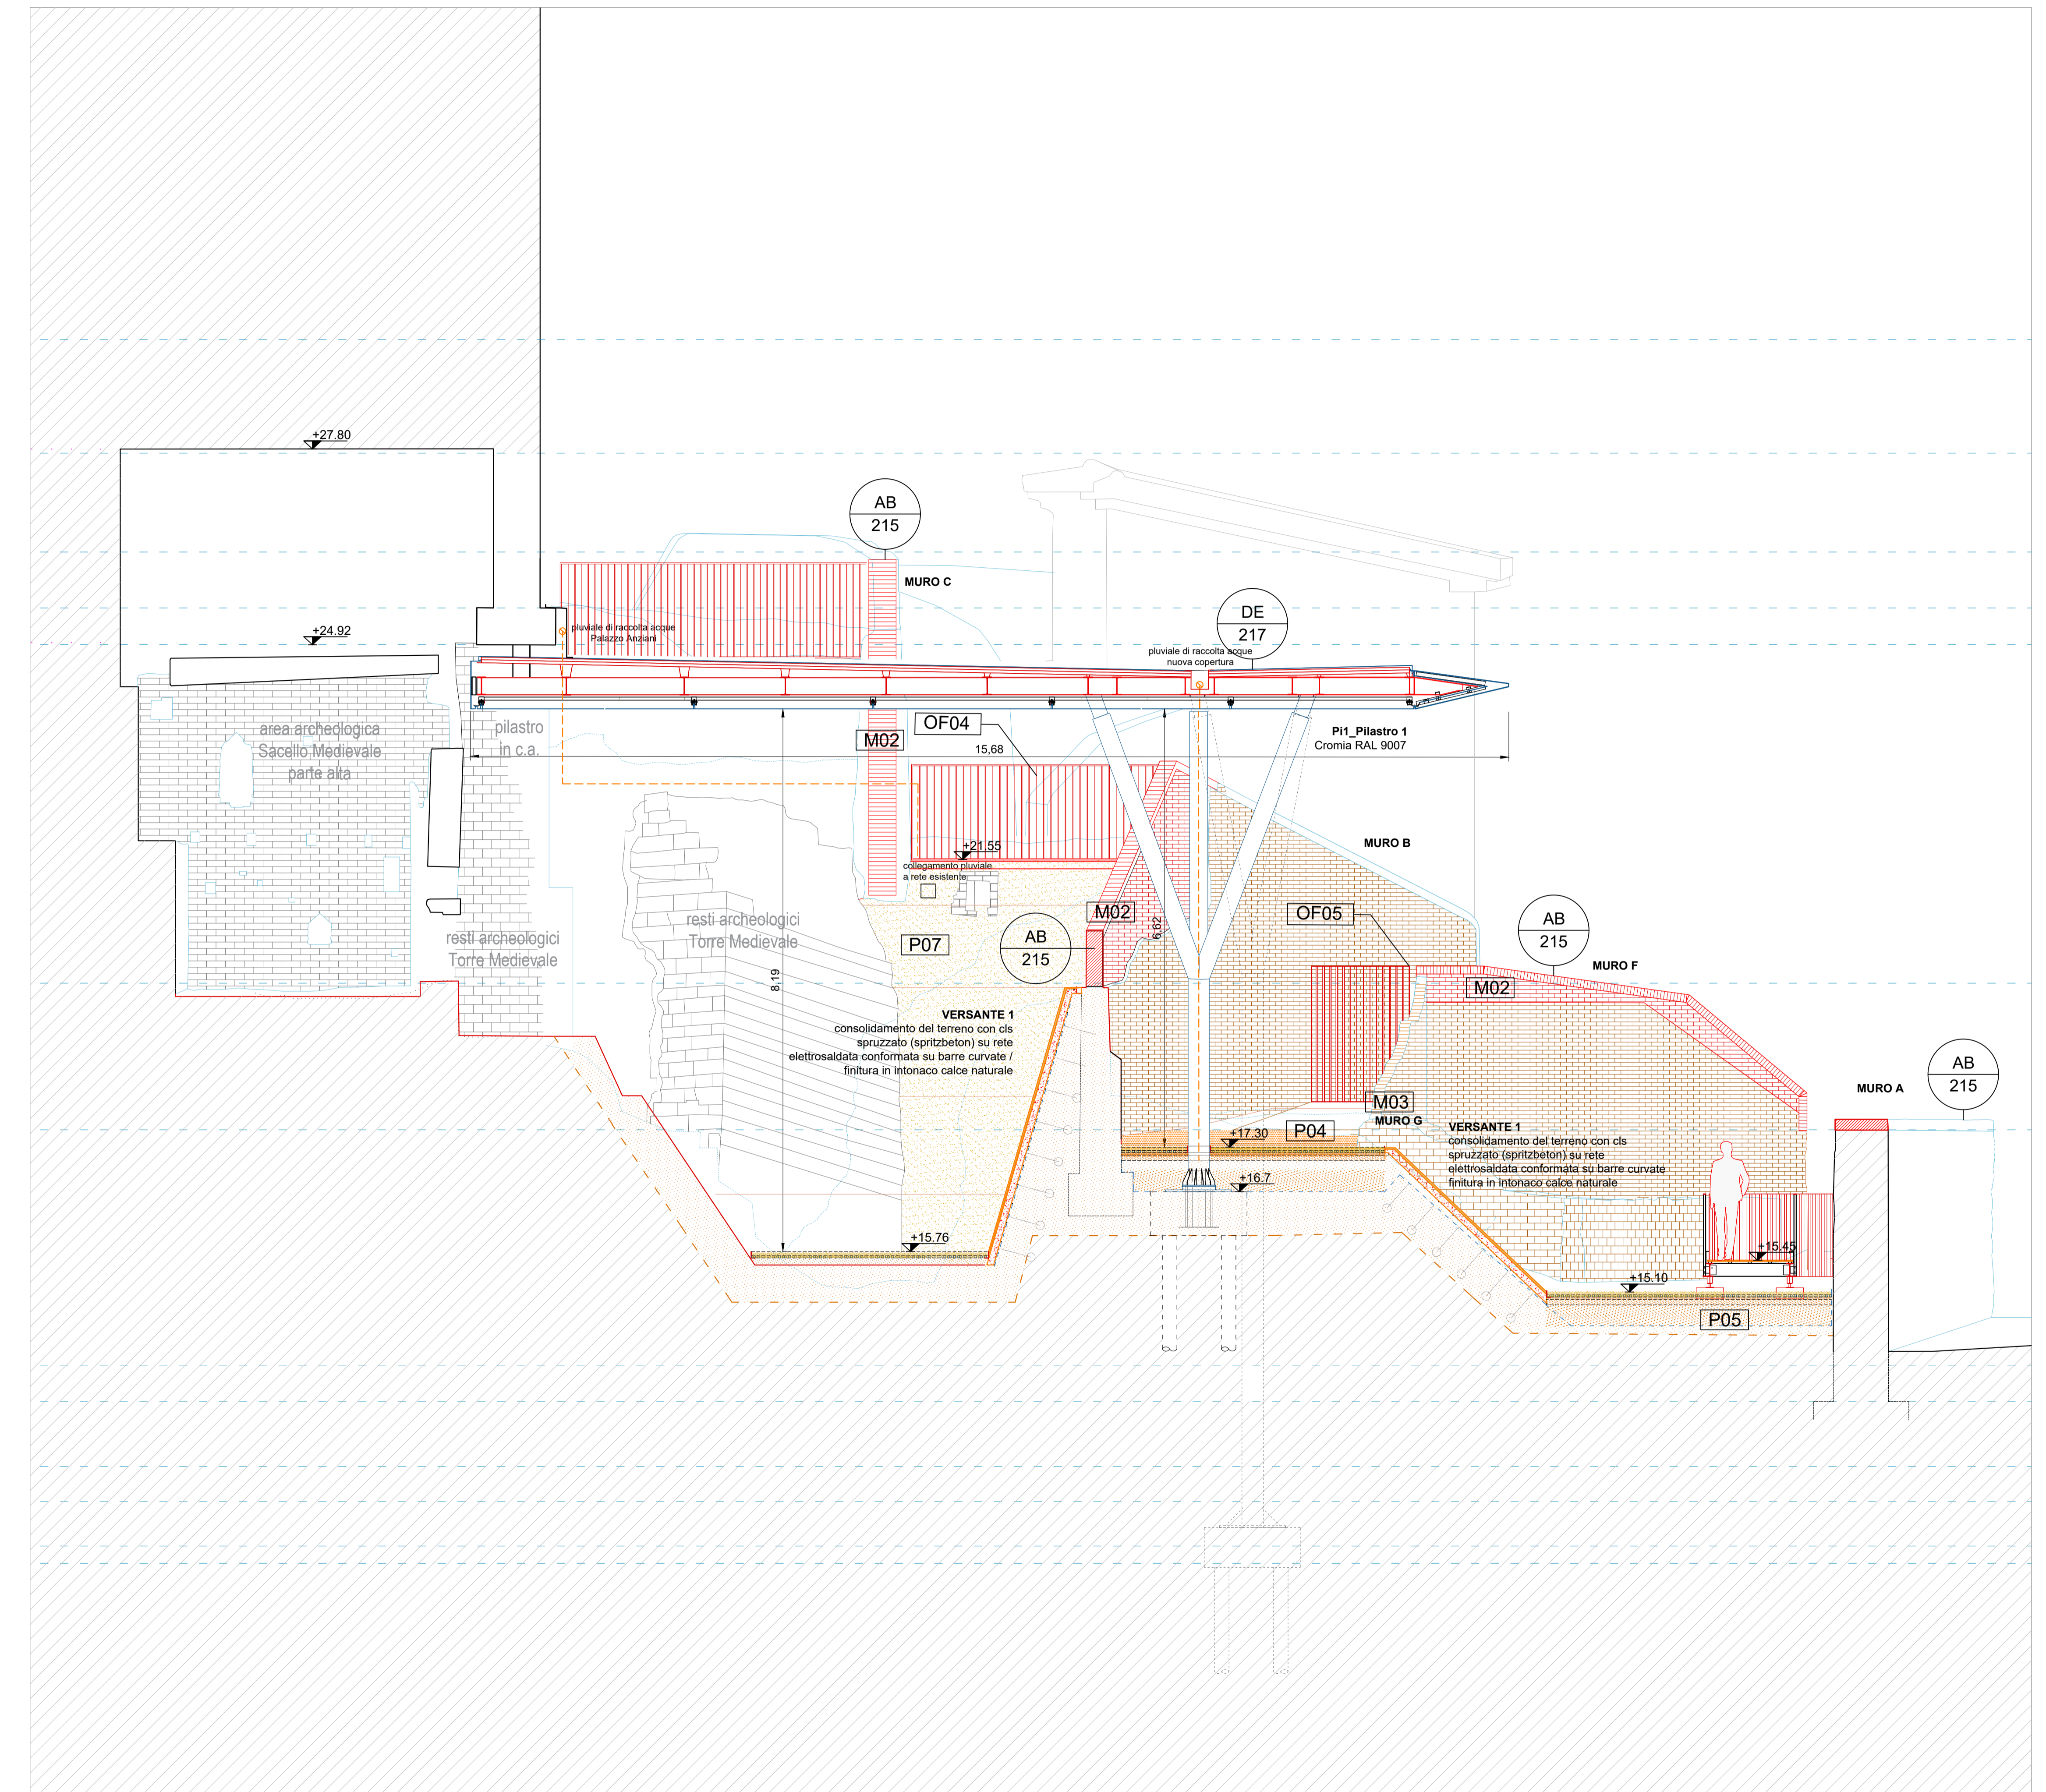 +27.80
AB
215
MURO C
DE
217
+24.92
pluviale di raccolta acque
Palazzo Anziani
pluviale di raccolta acque
nuova copertura
area archeologica
Sacello Medievale
parte alta
pilastro
in c.a.
M02
OF04
15,68
Pi1_Pilastro 1
Cromia RAL 9007
+21.55
collegamento pluviale
a rete esistente
MURO B
resti archeologici
Torre Medievale
resti archeologici
Torre Medievale
P07
M02
AB
215
6,62
OF05
AB
215
MURO F
M02
8,19
VERSANTE 1
consolidamento del terreno con cls
spruzzato (spritzbeton) su rete
elettrosaldata conformata su barre curvate /
finitura in intonaco calce naturale
AB
215
MURO A
M03
MURO G
P04
+17.30
VERSANTE 1
consolidamento del terreno con cls
spruzzato (spritzbeton) su rete
elettrosaldata conformata su barre curvate
finitura in intonaco calce naturale
+16.7
+15.76
+15.45
+15.10
P05